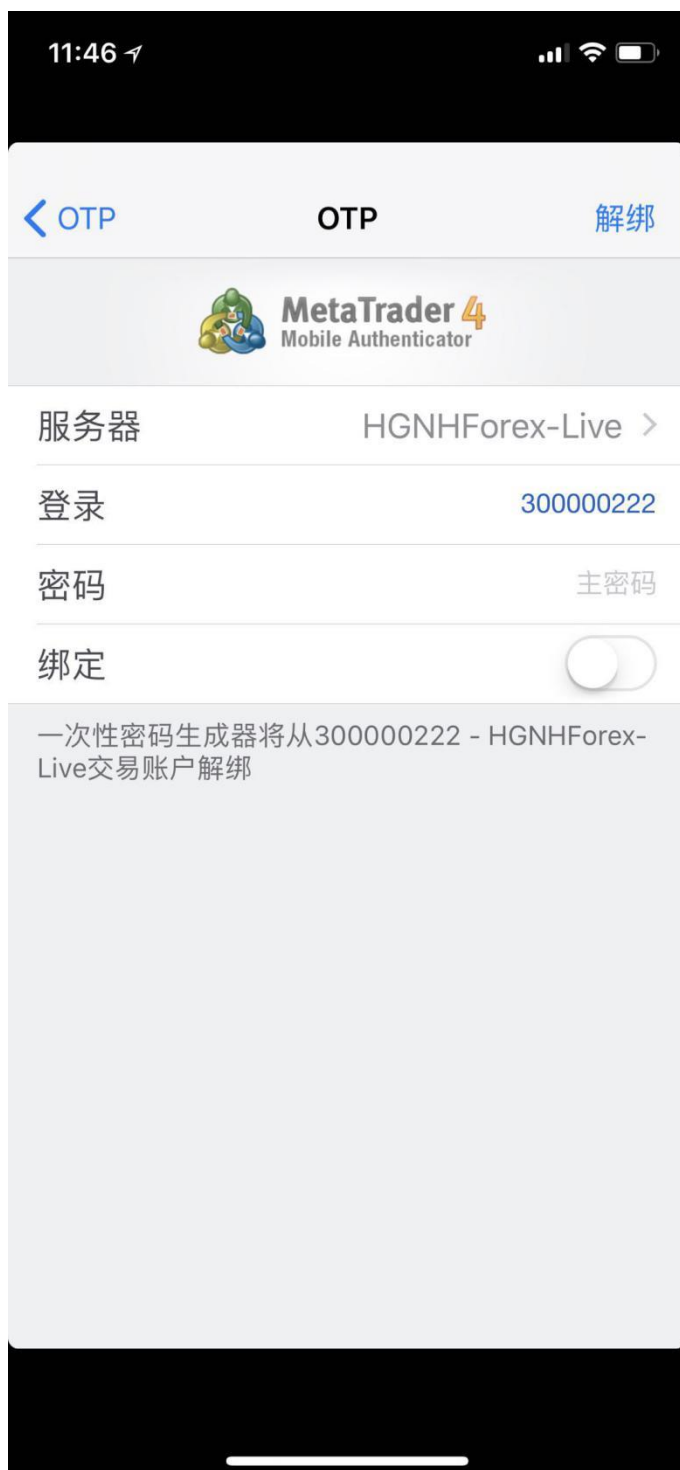 11:46
OTP
OTP
解绑
MetaTrader 4
Mobile Authenticator
服务器
HGNHForex-Live
登录
300000222
密码
主密码
绑定
一次性密码生成器将从300000222 - HGNHForex-
Live交易账户解绑